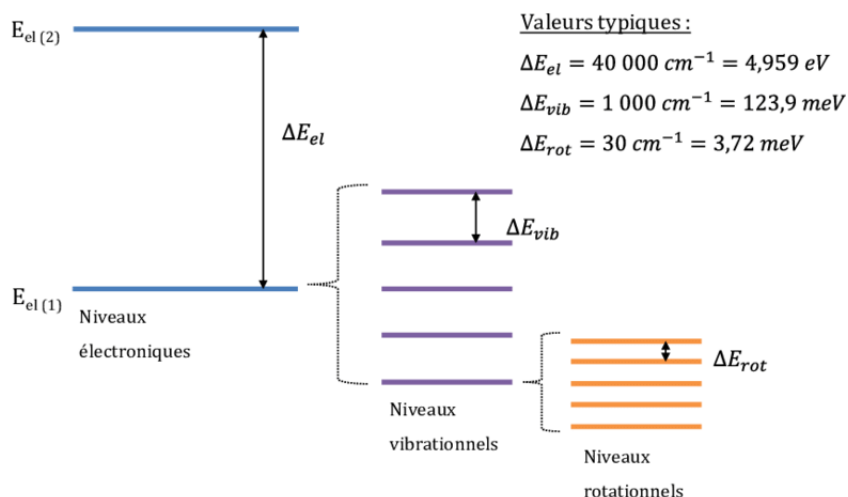 E_el (2)
Valeurs typiques :
ΔE_el = 40 000 cm⁻¹ = 4,959 eV
ΔE_vib = 1 000 cm⁻¹ = 123,9 meV
ΔE_rot = 30 cm⁻¹ = 3,72 meV
ΔE_el
ΔE_vib
E_el (1)
Niveaux
électroniques
ΔE_rot
Niveaux
vibrationnels
Niveaux
rotationnels